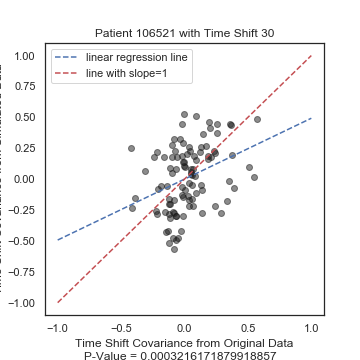 Patient 106521 with Time Shift 30
linear regression line
line with slope=1
1.00
0.75
0.50
0.25
0.00
−0.25
−0.50
−0.75
−1.00
−1.0
−0.5
0.0
0.5
1.0
Time Shift Covariance from Original Data
P-Value = 0.0003216171879918857